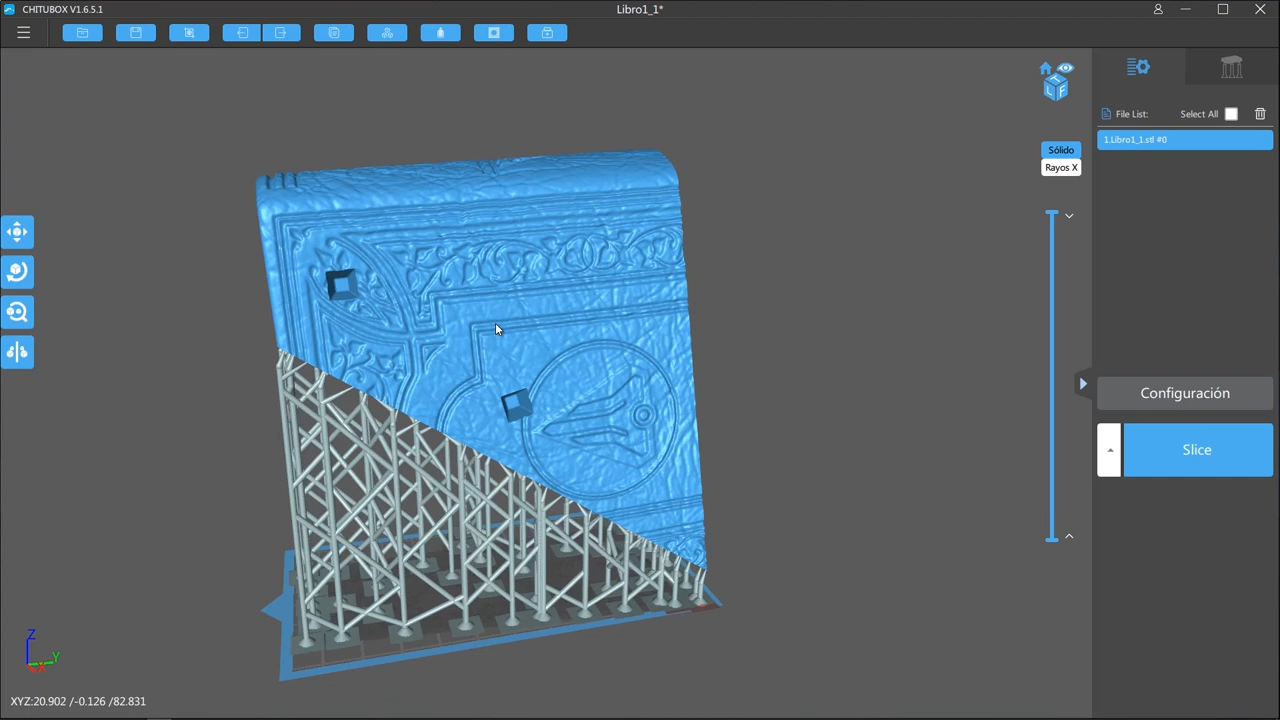 CHITUBOX V1.6.5.1
Libro1_1*
File List:
Select All
1.Libro1_1.stl #0
Sólido
Rayos X
Configuración
Slice
Z
Y
X
XYZ:20.902 /-0.126 /82.831